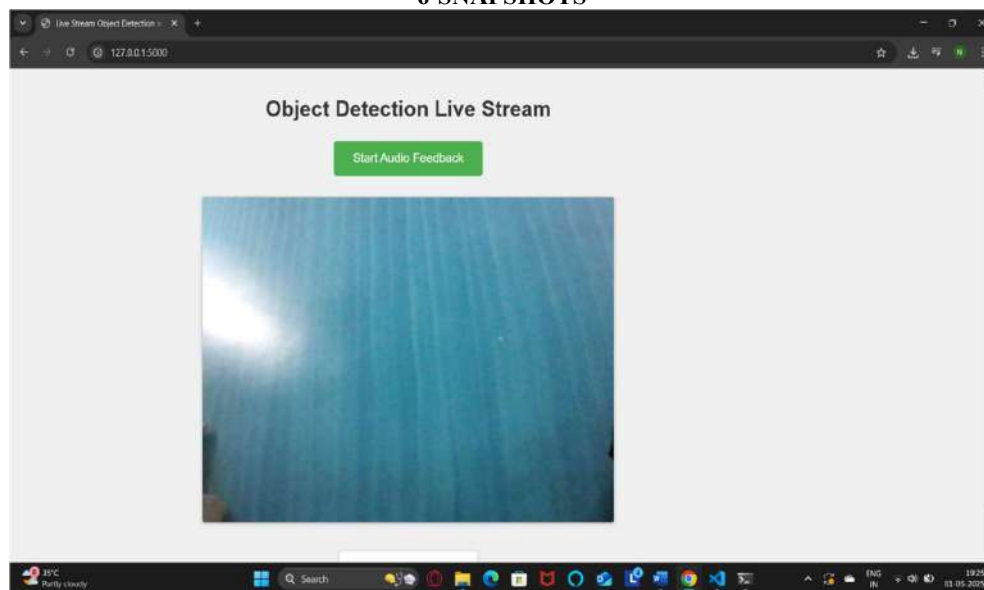 6 SNAPSHOTS
Live Stream Object Detection
127.0.0.1:5000
Object Detection Live Stream
Start Audio Feedback
35°C
Partly cloudy
Search
ENG
IN
19:25
01-05-2025